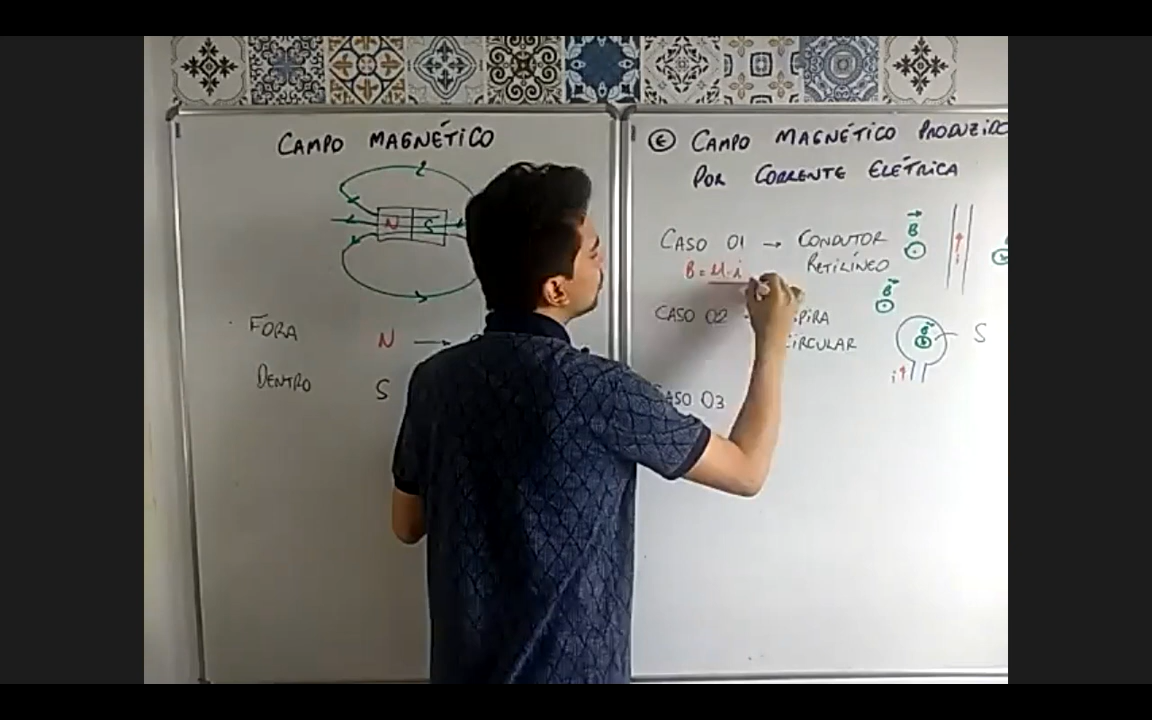 CAMPO MAGNÉTICO
N S
FORA N →
DENTRO S
E CAMPO MAGNÉTICO PRODUZIDO
POR CORRENTE ELÉTRICA
CASO 01 → CONDUTOR
RETILÍNEO
B = μ.i
B
i
B
CASO 02
CIRCULAR
B
S
i
CASO 03